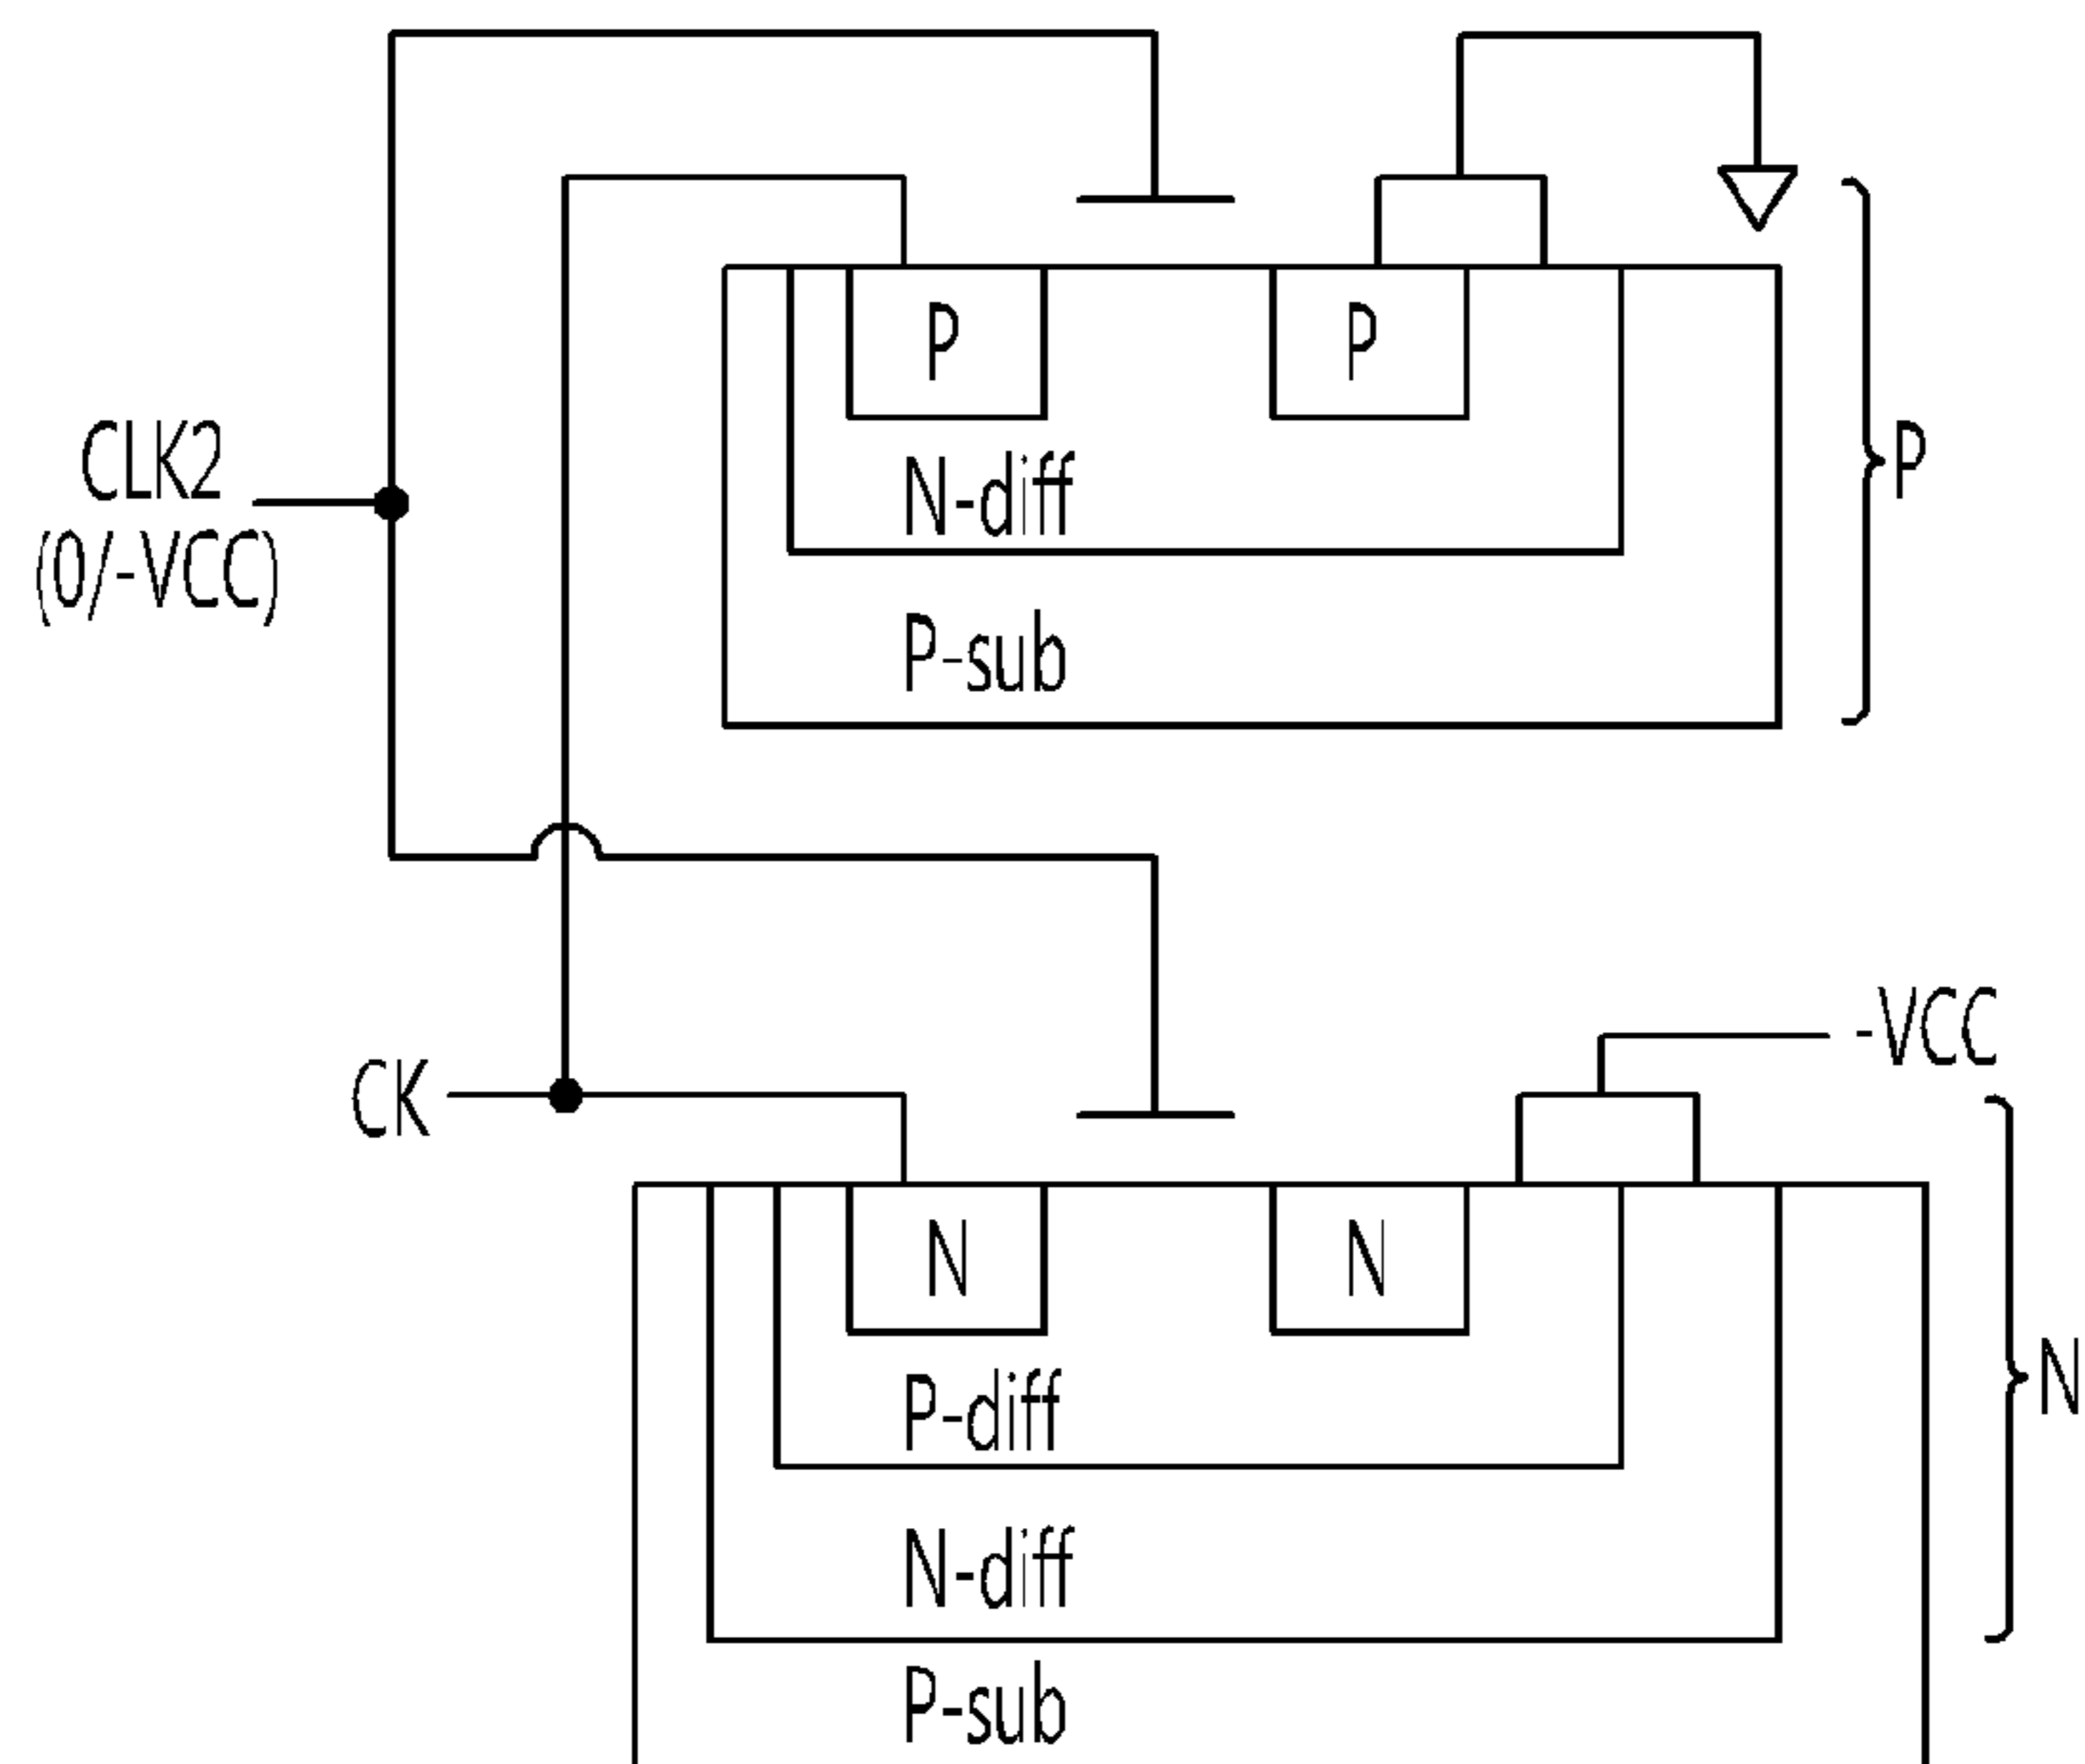 P P
N-diff
P-sub
P
CLK2
(0/-VCC)
-VCC
CK
N N
P-diff
N-diff
P-sub
N